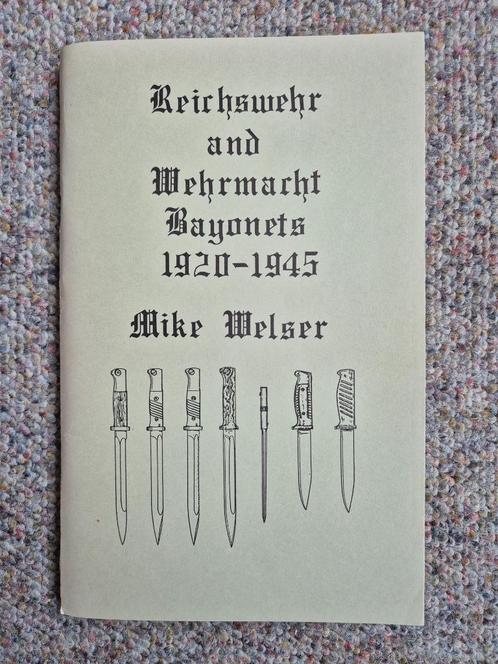 Reichswehr
and
Wehrmacht
Bayonets
1920-1945
Mike Welser